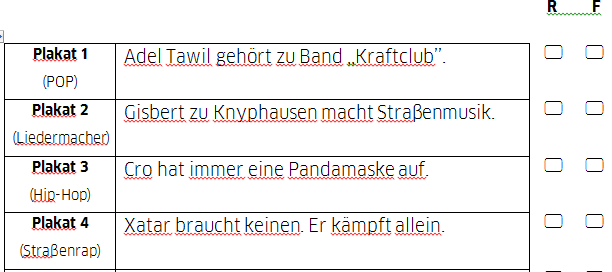 R F
Plakat 1
(POP)
Adel Tawil gehört zu Band „Kraftclub”.
Plakat 2
(Liedermacher)
Gisbert zu Knyphausen macht Straßenmusik.
Plakat 3
(Hip-Hop)
Cro hat immer eine Pandamaske auf.
Plakat 4
(Straßenrap)
Xatar braucht keinen. Er kämpft allein.